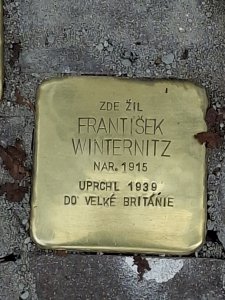 ZDE ŽIL
FRANTIŠEK
WINTERNITZ
NAR. 1915
UPRCHL 1939
DO VELKÉ BRITÁNIE